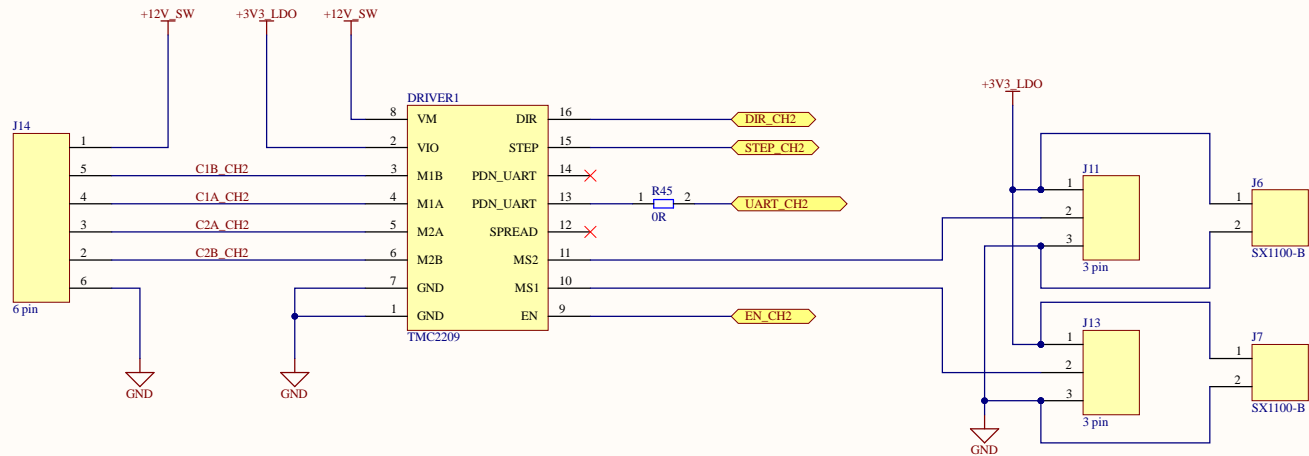 +12V_SW
+3V3_LDO
+12V_SW
+3V3_LDO
J14
1
5
4
3
2
6
6 pin
C1B_CH2
C1A_CH2
C2A_CH2
C2B_CH2
GND
GND
DRIVER1
8 VM DIR 16
2 VIO STEP 15
3 M1B PDN_UART 14
4 M1A PDN_UART 13
5 M2A SPREAD 12
6 M2B MS2 11
7 GND MS1 10
1 GND EN 9
TMC2209
DIR_CH2
STEP_CH2
R45
1 2
0R
UART_CH2
EN_CH2
J11
1
2
3
3 pin
J6
1
2
SX1100-B
J13
1
2
3
3 pin
J7
1
2
SX1100-B
GND